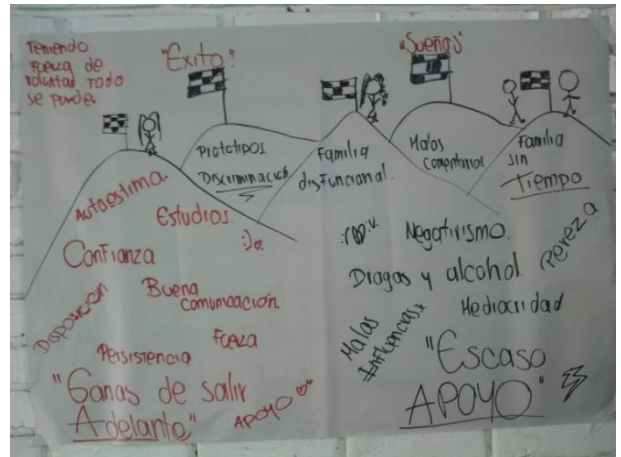 Teniendo
Fuerza de
voluntad TODO
se puede.
"Exito"
"Sueños"
Prototipos
Discriminación
Familia
disfuncional.
Malos
Comentarios
Familia
sin
Tiempo
Autoestima.
Estudios.
Confianza
Disposición
Buena
comunicación
Fuerza
Persistencia
"Ganas de salir
Adelante"
APOYO
Negativismo.
Pereza
Drogas y alcohol.
Malas
Influencias
Mediocridad
"Escaso
APOYO"